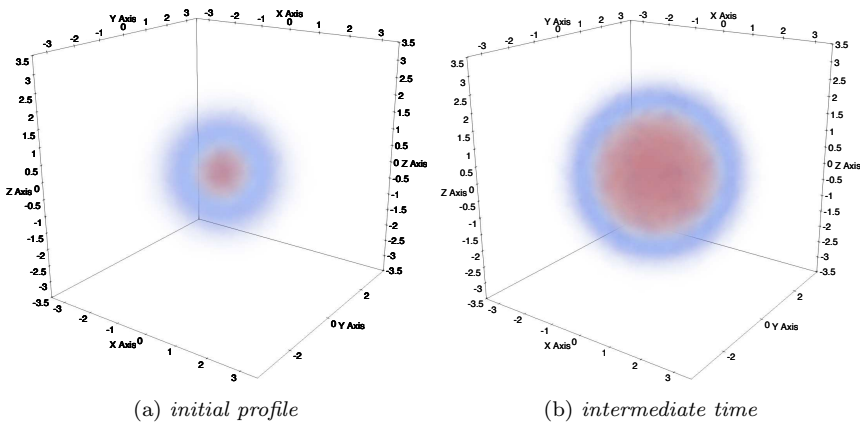 Y Axis 3 -3 -2 -1 X Axis 0 1 2 3
-3 -2 -1 0 1 2
3.5 3 2.5 2 1.5 1 0.5 Z Axis 0 -0.5 -1 -1.5 -2 -2.5 -3 -3.5
3.5 3 2.5 2 1.5 1 0.5 0 Z Axis -0.5 -1 -1.5 -2 -2.5 -3 -3.5
-3 -2 -1 X Axis 0 1 2 3
-2 0 Y Axis 2
Y Axis 3 -3 -2 -1 X Axis 0 1 2 3
-3 -2 -1 0 1 2
3.5 3 2.5 2 1.5 1 0.5 Z Axis 0 -0.5 -1 -1.5 -2 -2.5 -3 -3.5
3.5 3 2.5 2 1.5 1 0.5 0 Z Axis -0.5 -1 -1.5 -2 -2.5 -3 -3.5
-3 -2 -1 X Axis 0 1 2 3
-2 0 Y Axis 2
(a) initial profile
(b) intermediate time